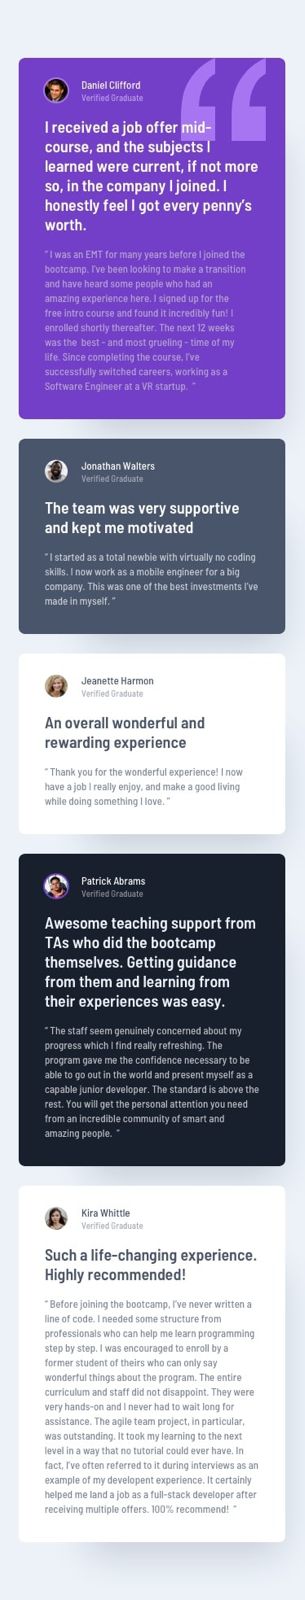 Daniel Clifford
Verified Graduate
I received a job offer mid-
course, and the subjects I
learned were current, if not more
so, in the company I joined. I
honestly feel I got every penny’s
worth.
“ I was an EMT for many years before I joined the
bootcamp. I’ve been looking to make a transition
and have heard some people who had an
amazing experience here. I signed up for the
free intro course and found it incredibly fun! I
enrolled shortly thereafter. The next 12 weeks
was the best - and most grueling - time of my
life. Since completing the course, I’ve
successfully switched careers, working as a
Software Engineer at a VR startup. ”
Jonathan Walters
Verified Graduate
The team was very supportive
and kept me motivated
“ I started as a total newbie with virtually no coding
skills. I now work as a mobile engineer for a big
company. This was one of the best investments I’ve
made in myself. ”
Jeanette Harmon
Verified Graduate
An overall wonderful and
rewarding experience
“ Thank you for the wonderful experience! I now
have a job I really enjoy, and make a good living
while doing something I love. ”
Patrick Abrams
Verified Graduate
Awesome teaching support from
TAs who did the bootcamp
themselves. Getting guidance
from them and learning from
their experiences was easy.
“ The staff seem genuinely concerned about my
progress which I find really refreshing. The
program gave me the confidence necessary to be
able to go out in the world and present myself as a
capable junior developer. The standard is above the
rest. You will get the personal attention you need
from an incredible community of smart and
amazing people. ”
Kira Whittle
Verified Graduate
Such a life-changing experience.
Highly recommended!
“ Before joining the bootcamp, I’ve never written a
line of code. I needed some structure from
professionals who can help me learn programming
step by step. I was encouraged to enroll by a
former student of theirs who can only say
wonderful things about the program. The entire
curriculum and staff did not disappoint. They were
very hands-on and I never had to wait long for
assistance. The agile team project, in particular,
was outstanding. It took my learning to the next
level in a way that no tutorial could ever have. In
fact, I’ve often referred to it during interviews as an
example of my developent experience. It certainly
helped me land a job as a full-stack developer after
receiving multiple offers. 100% recommend! ”